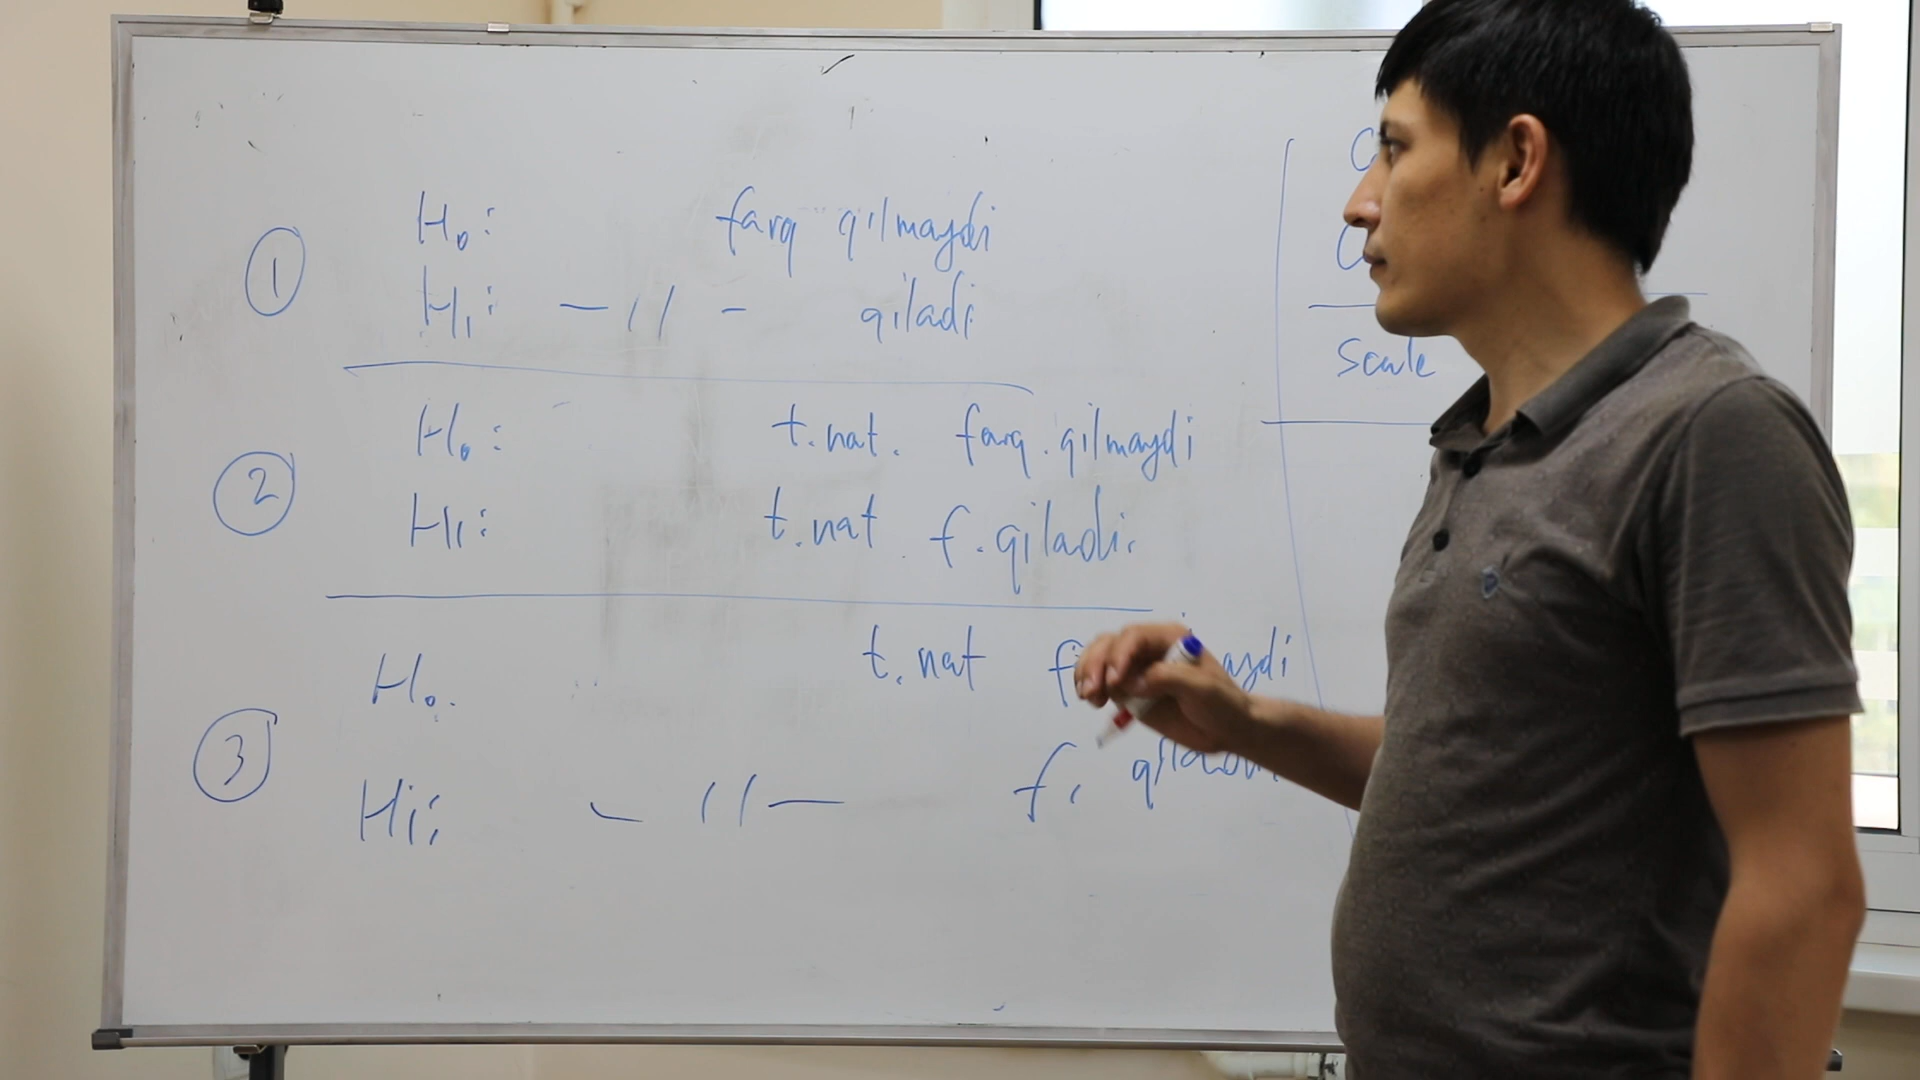 1
H₀: farq qilmaydi
H₁: — // — qiladi
2
H₀: t.nat. farq. qilmaydi
H₁: t.nat. f. qiladi.
3
H₀. t.nat
H₁: — // — f. qiladi.
Scale